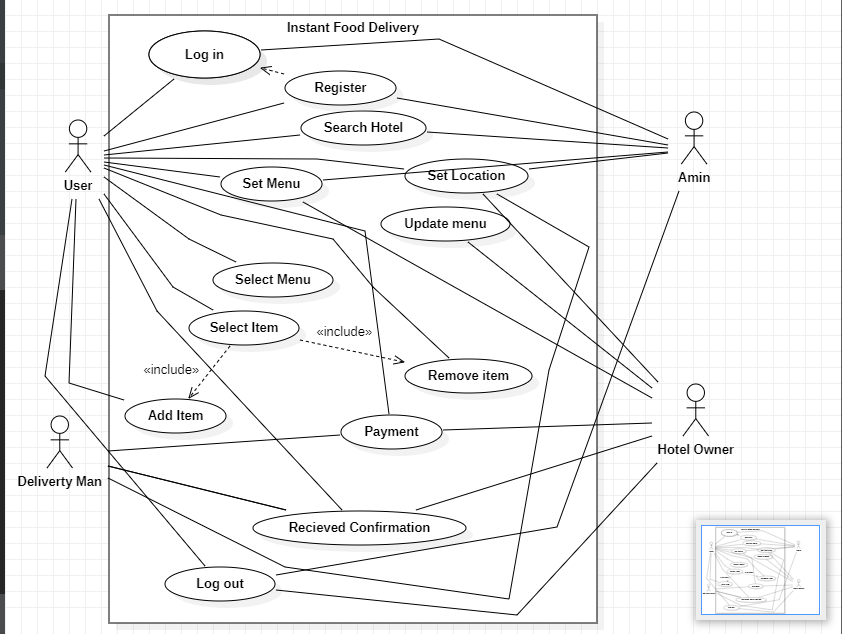 Instant Food Delivery
Log in
Register
Search Hotel
User
Amin
Set Menu
Set Location
Update menu
Select Menu
Select Item
«include»
«include»
Remove item
Add Item
Payment
Hotel Owner
Deliverty Man
Recieved Confirmation
Log out